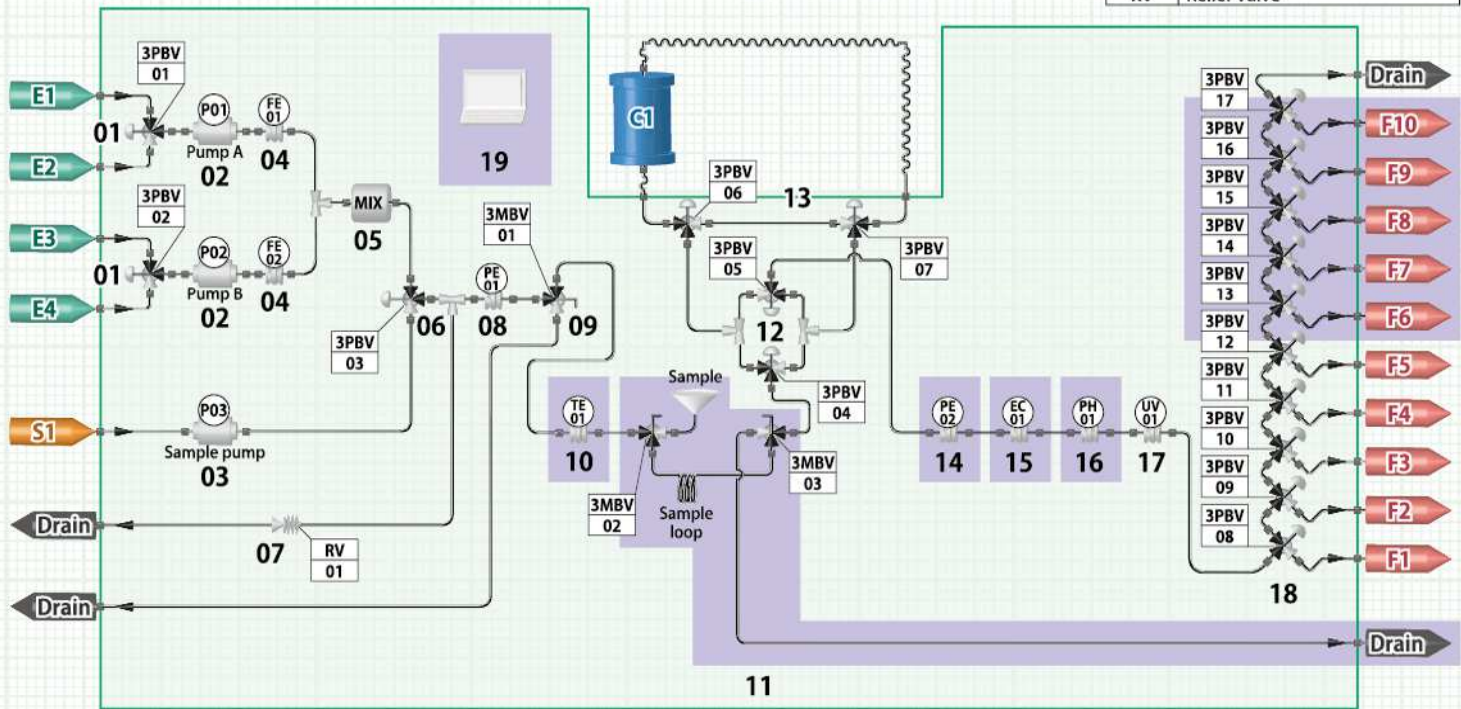 Drain
3PBV
01
3PBV
17
E1
P01
FE
01
C1
F10
01
Pump A
3PBV
16
02
04
19
E2
3PBV
06
F9
3PBV
02
MIX
13
3PBV
15
05
3MBV
01
F8
E3
3PBV
14
P02
FE
02
3PBV
05
3PBV
07
F7
01
Pump B
PE
01
3PBV
13
E4
02
04
06
08
09
12
F6
3PBV
03
3PBV
12
F5
Sample
3PBV
04
3PBV
11
P03
TE
01
PE
02
EC
01
PH
01
UV
01
F4
S1
3PBV
10
Sample pump
03
10
3MBV
03
14
15
16
17
F3
3MBV
02
3PBV
09
Drain
Sample
loop
F2
07
RV
01
3PBV
08
F1
18
Drain
Drain
11